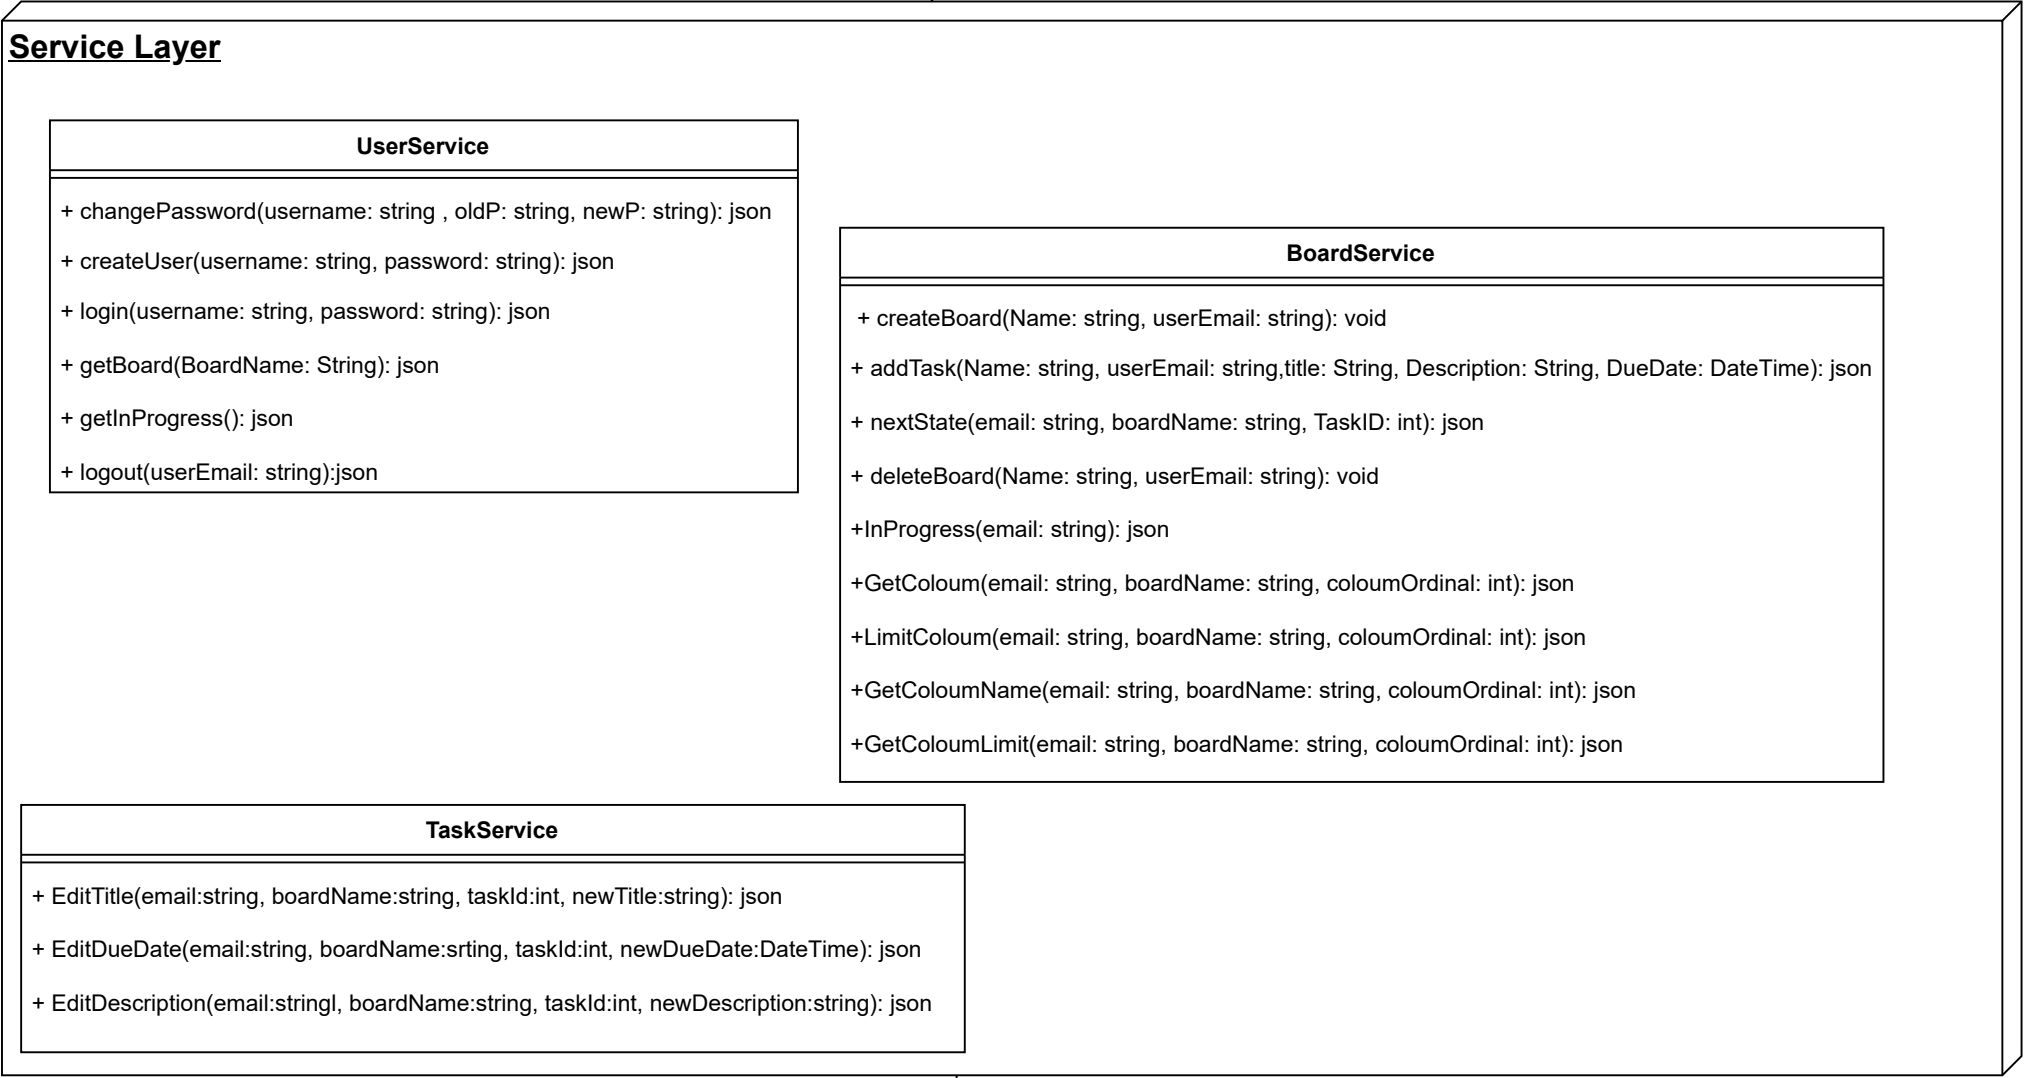 Service Layer
UserService
+ changePassword(username: string , oldP: string, newP: string): json
+ createUser(username: string, password: string): json
+ login(username: string, password: string): json
+ getBoard(BoardName: String): json
+ getInProgress(): json
+ logout(userEmail: string):json
BoardService
+ createBoard(Name: string, userEmail: string): void
+ addTask(Name: string, userEmail: string,title: String, Description: String, DueDate: DateTime): json
+ nextState(email: string, boardName: string, TaskID: int): json
+ deleteBoard(Name: string, userEmail: string): void
+InProgress(email: string): json
+GetColoum(email: string, boardName: string, coloumOrdinal: int): json
+LimitColoum(email: string, boardName: string, coloumOrdinal: int): json
+GetColoumName(email: string, boardName: string, coloumOrdinal: int): json
+GetColoumLimit(email: string, boardName: string, coloumOrdinal: int): json
TaskService
+ EditTitle(email:string, boardName:string, taskId:int, newTitle:string): json
+ EditDueDate(email:string, boardName:srting, taskId:int, newDueDate:DateTime): json
+ EditDescription(email:stringl, boardName:string, taskId:int, newDescription:string): json